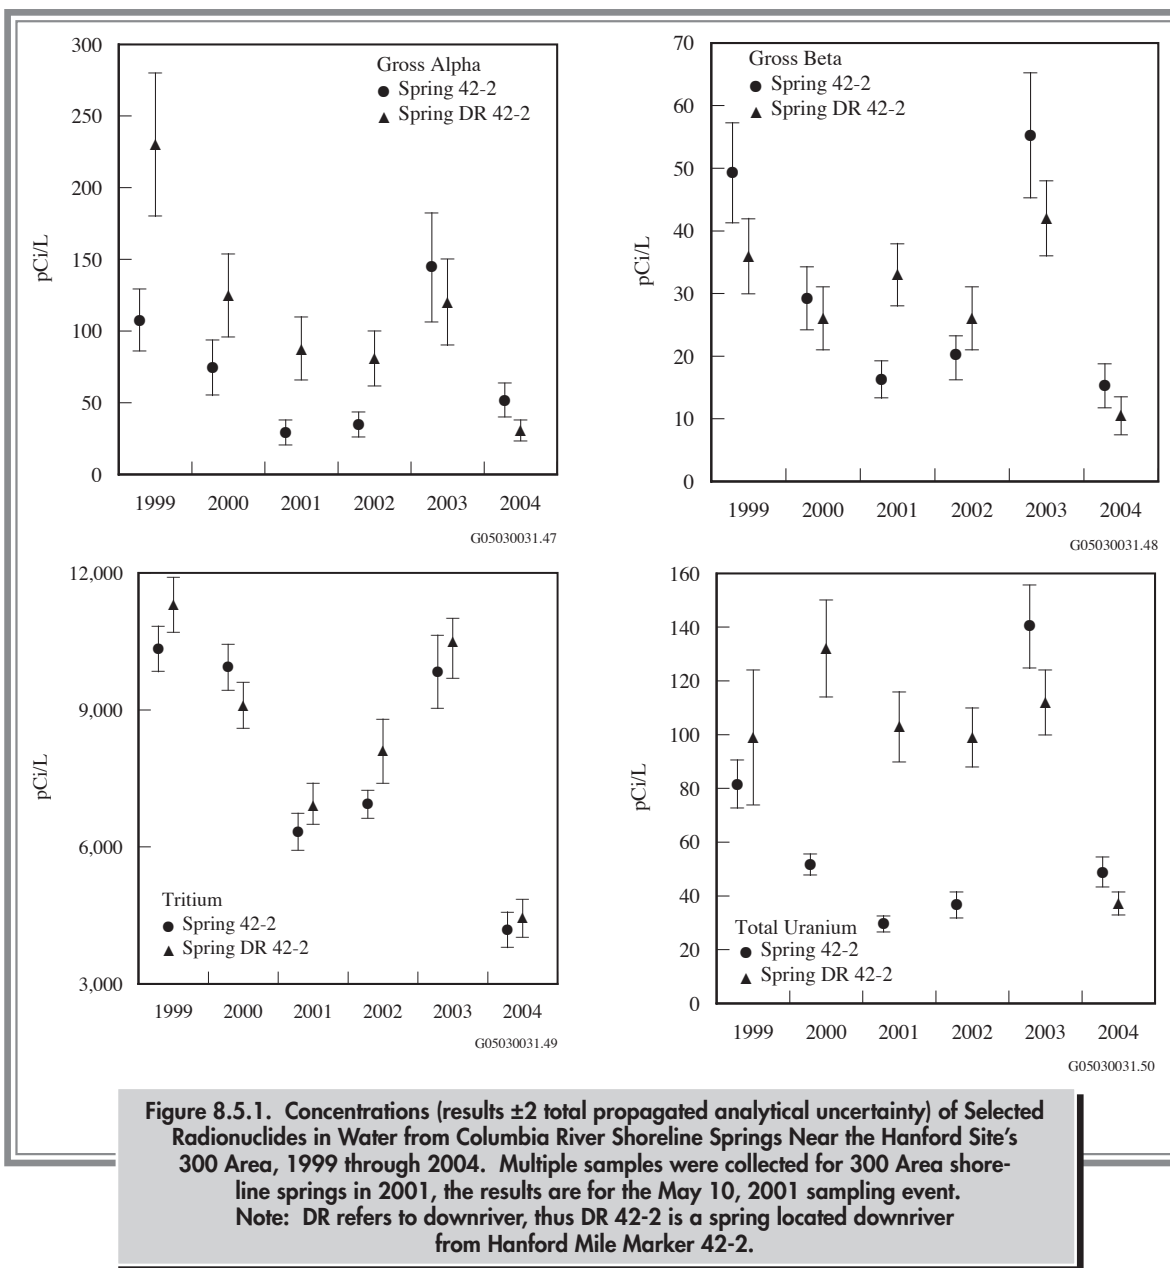 300
250
200
150
100
50
0
pCi/L
Gross Alpha
Spring 42-2
Spring DR 42-2
1999 2000 2001 2002 2003 2004
G05030031.47
70
60
50
40
30
20
10
0
pCi/L
Gross Beta
Spring 42-2
Spring DR 42-2
1999 2000 2001 2002 2003 2004
G05030031.48
12,000
9,000
6,000
3,000
pCi/L
Tritium
Spring 42-2
Spring DR 42-2
1999 2000 2001 2002 2003 2004
G05030031.49
160
140
120
100
80
60
40
20
0
pCi/L
Total Uranium
Spring 42-2
Spring DR 42-2
1999 2000 2001 2002 2003 2004
G05030031.50
Figure 8.5.1. Concentrations (results ±2 total propagated analytical uncertainty) of Selected
Radionuclides in Water from Columbia River Shoreline Springs Near the Hanford Site's
300 Area, 1999 through 2004. Multiple samples were collected for 300 Area shore-
line springs in 2001, the results are for the May 10, 2001 sampling event.
Note: DR refers to downriver, thus DR 42-2 is a spring located downriver
from Hanford Mile Marker 42-2.